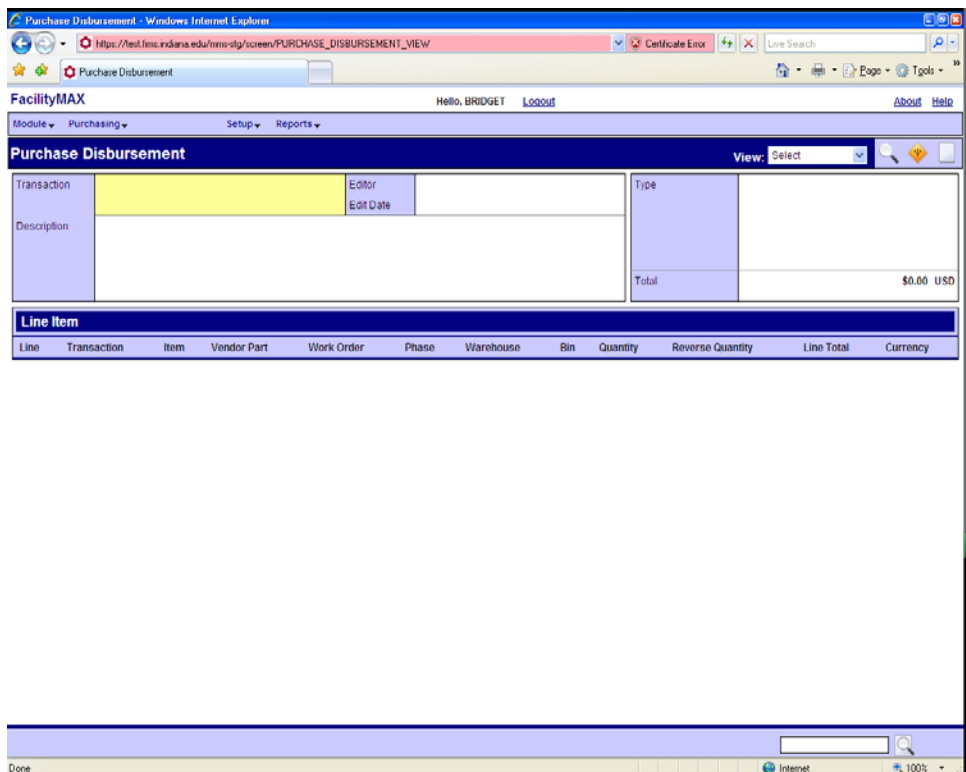 Purchase Disbursement - Windows Internet Explorer
https://test.fims.indiana.edu/mms-stg/screen/PURCHASE_DISBURSEMENT_VIEW Certificate Error Live Search
Purchase Disbursement Page Tools
FacilityMAX Hello, BRIDGET Logout About Help
Module Purchasing Setup Reports
Purchase Disbursement View: Select
Transaction Editor Type
Edit Date
Description
Total $0.00 USD
Line Item
Line Transaction Item Vendor Part Work Order Phase Warehouse Bin Quantity Reverse Quantity Line Total Currency
Done Internet 100%